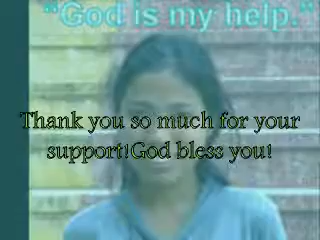 “God is my help.”
Thank you so much for your
support!God bless you!